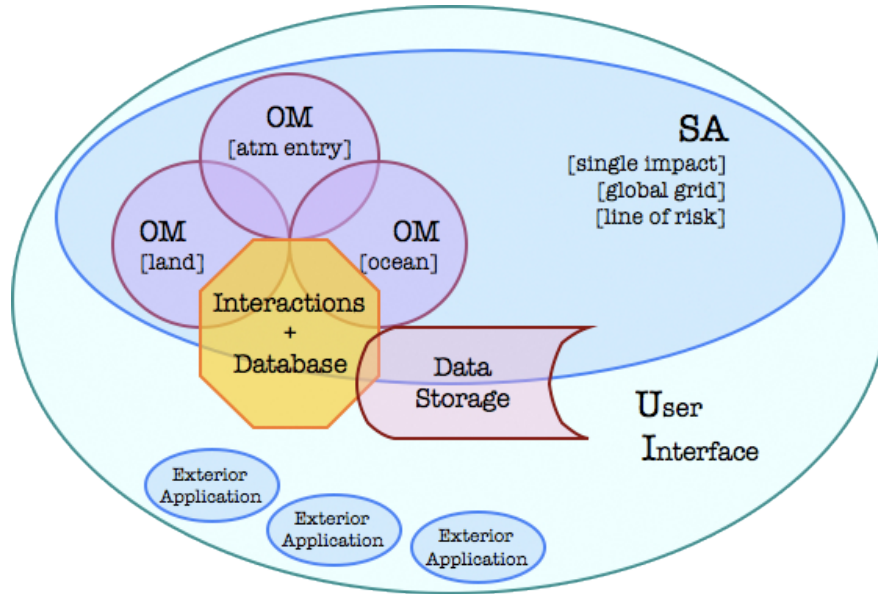 OM
[atm entry]
SA
[single impact]
[global grid]
[line of risk]
OM
[land]
OM
[ocean]
Interactions
+
Database
Data
Storage
User
Interface
Exterior
Application
Exterior
Application
Exterior
Application